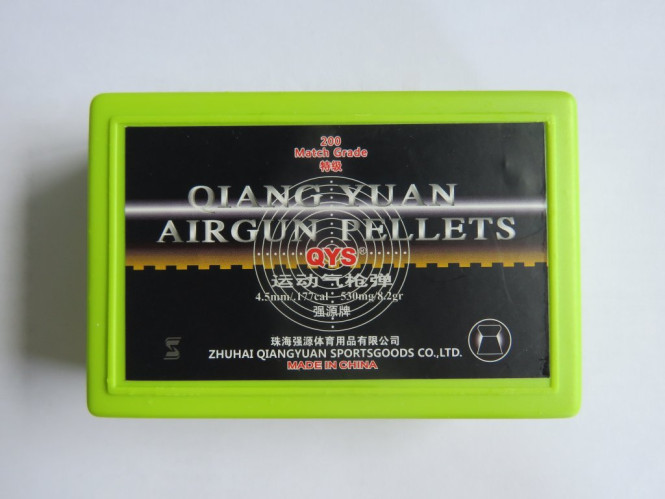 200
Match Grade
特级
QIANG YUAN
AIRGUN PELLETS
QYS®
运动气枪弹
4.5mm/.177cal; 530mg/8.2gr
强源牌
珠海强源体育用品有限公司
ZHUHAI QIANGYUAN SPORTSGOODS CO.,LTD.
MADE IN CHINA